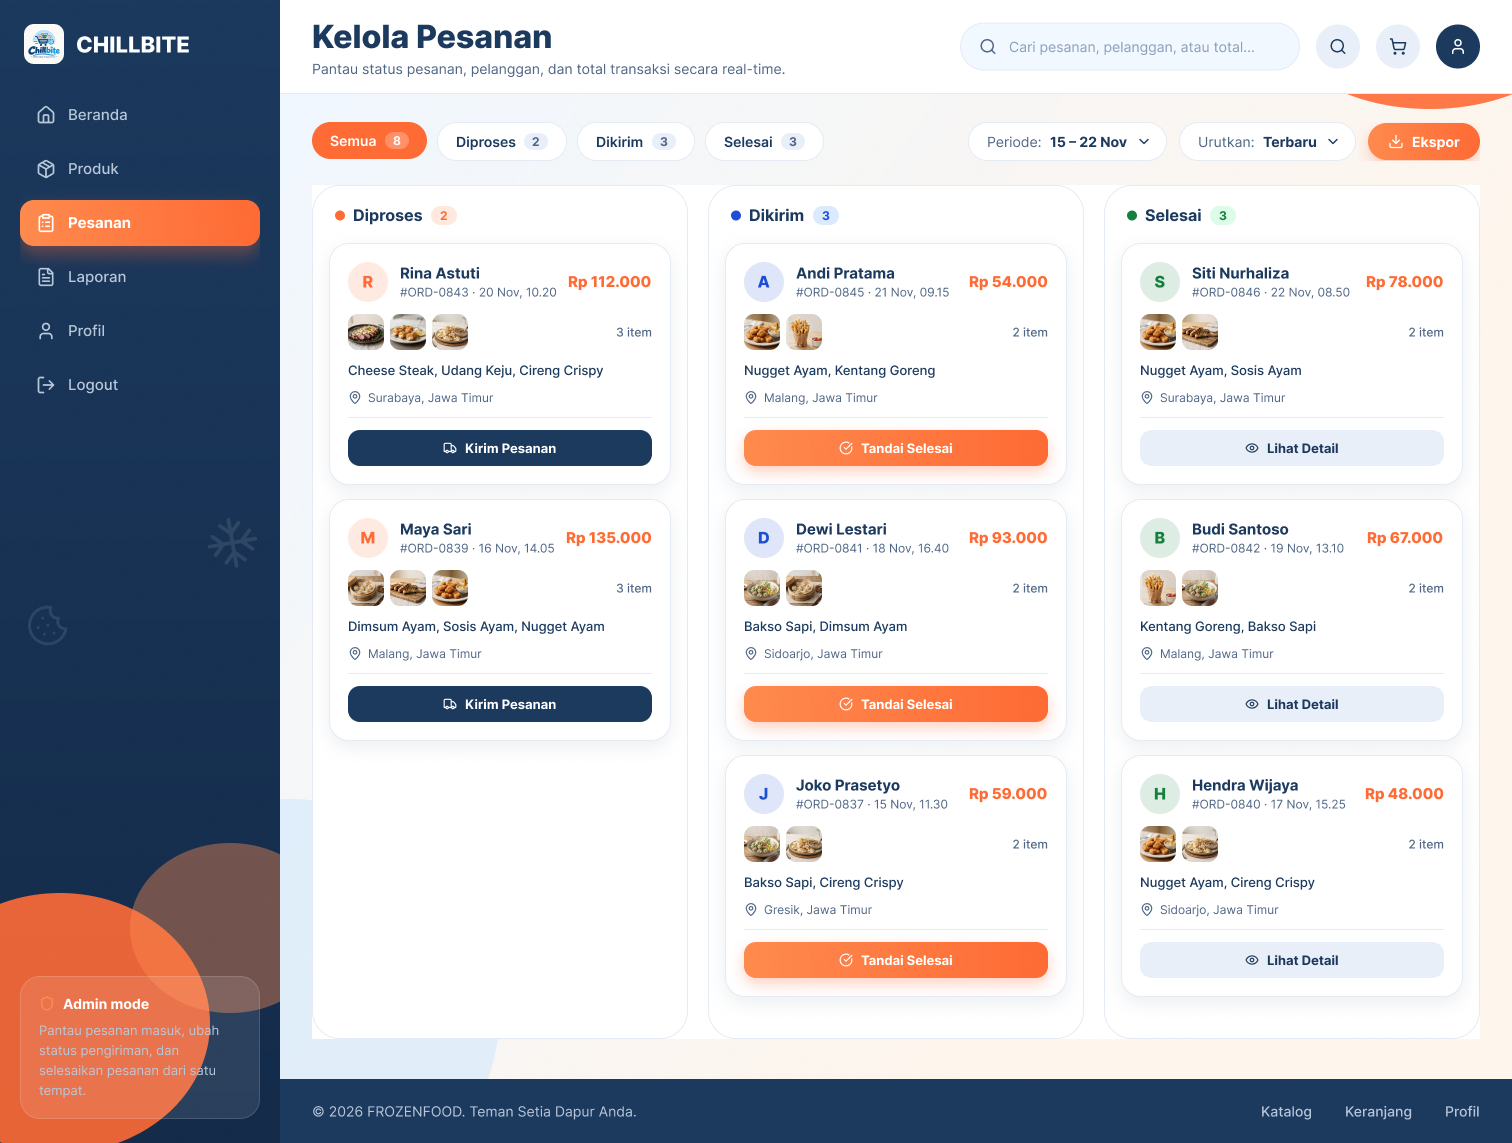 Chillbite
CHILLBITE
Beranda
Produk
Pesanan
Laporan
Profil
Logout
Admin mode
Pantau pesanan masuk, ubah
status pengiriman, dan
selesaikan pesanan dari satu
tempat.
Kelola Pesanan
Pantau status pesanan, pelanggan, dan total transaksi secara real-time.
Cari pesanan, pelanggan, atau total...
Semua 8
Diproses 2
Dikirim 3
Selesai 3
Periode: 15 – 22 Nov
Urutkan: Terbaru
Ekspor
Diproses 2
R
Rina Astuti
#ORD-0843 · 20 Nov, 10.20
Rp 112.000
3 item
Cheese Steak, Udang Keju, Cireng Crispy
Surabaya, Jawa Timur
Kirim Pesanan
M
Maya Sari
#ORD-0839 · 16 Nov, 14.05
Rp 135.000
3 item
Dimsum Ayam, Sosis Ayam, Nugget Ayam
Malang, Jawa Timur
Kirim Pesanan
Dikirim 3
A
Andi Pratama
#ORD-0845 · 21 Nov, 09.15
Rp 54.000
2 item
Nugget Ayam, Kentang Goreng
Malang, Jawa Timur
Tandai Selesai
D
Dewi Lestari
#ORD-0841 · 18 Nov, 16.40
Rp 93.000
2 item
Bakso Sapi, Dimsum Ayam
Sidoarjo, Jawa Timur
Tandai Selesai
J
Joko Prasetyo
#ORD-0837 · 15 Nov, 11.30
Rp 59.000
2 item
Bakso Sapi, Cireng Crispy
Gresik, Jawa Timur
Tandai Selesai
Selesai 3
S
Siti Nurhaliza
#ORD-0846 · 22 Nov, 08.50
Rp 78.000
2 item
Nugget Ayam, Sosis Ayam
Surabaya, Jawa Timur
Lihat Detail
B
Budi Santoso
#ORD-0842 · 19 Nov, 13.10
Rp 67.000
2 item
Kentang Goreng, Bakso Sapi
Malang, Jawa Timur
Lihat Detail
H
Hendra Wijaya
#ORD-0840 · 17 Nov, 15.25
Rp 48.000
2 item
Nugget Ayam, Cireng Crispy
Sidoarjo, Jawa Timur
Lihat Detail
© 2026 FROZENFOOD. Teman Setia Dapur Anda.
Katalog
Keranjang
Profil